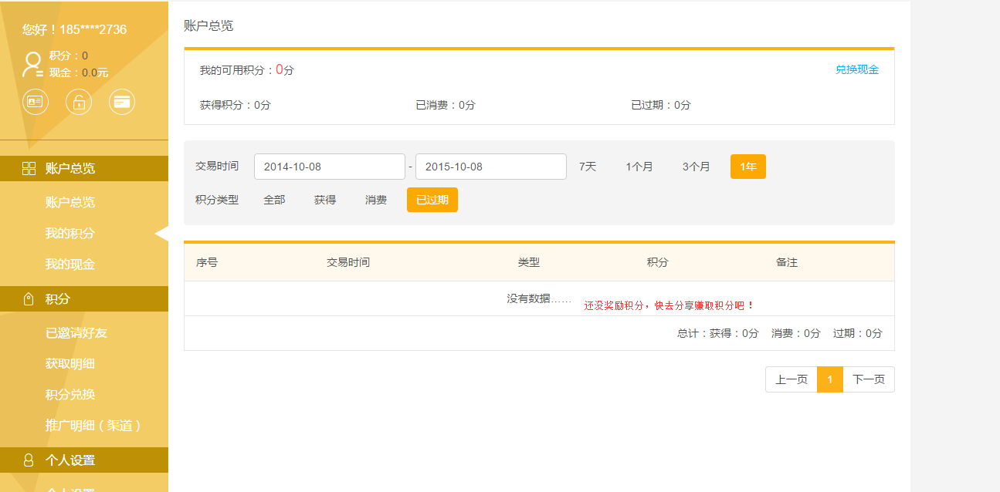 您好！185****2736
积分：0
现金：0.0元
账户总览
账户总览
我的积分
我的现金
积分
已邀请好友
获取明细
积分兑换
推广明细（渠道）
个人设置
个人设置
账户总览
我的可用积分：0分 兑换现金
获得积分：0分 已消费：0分 已过期：0分
交易时间 2014-10-08 - 2015-10-08 7天 1个月 3个月 1年
积分类型 全部 获得 消费 已过期
序号 交易时间 类型 积分 备注
没有数据…… 还没奖励积分，快去分享赚取积分吧！
总计：获得：0分 消费：0分 过期：0分
上一页 1 下一页